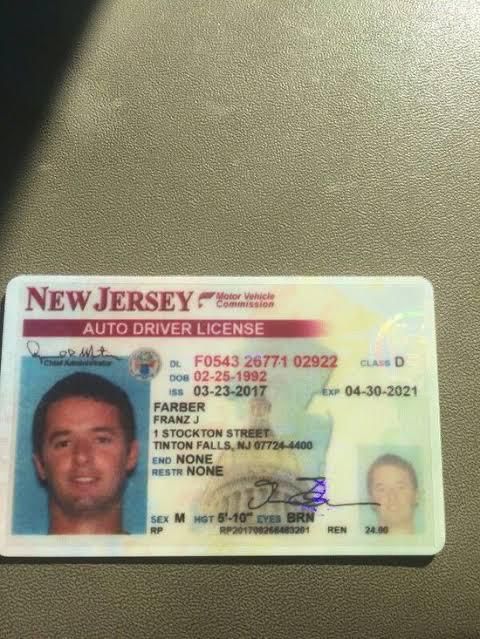 NEW JERSEY Motor Vehicle Commission
AUTO DRIVER LICENSE
Chief Administrator
DL F0543 26771 02922 CLASS D
DOB 02-25-1992
ISS 03-23-2017 EXP 04-30-2021
FARBER
FRANZ J
1 STOCKTON STREET
TINTON FALLS, NJ 07724-4400
END NONE
RESTR NONE
SEX M HGT 5'-10" EYES BRN
RP REN 24.00